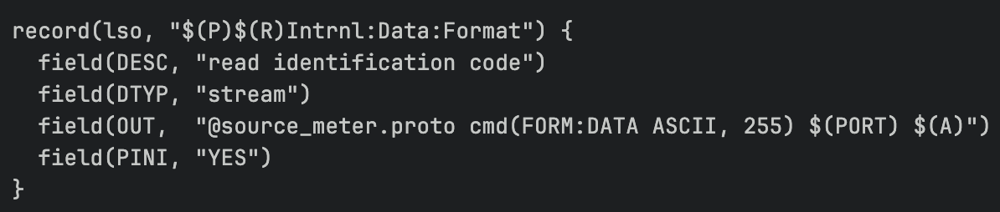 record(lso, "$(P)$(R)Intrnl:Data:Format") {
  field(DESC, "read identification code")
  field(DTYP, "stream")
  field(OUT,  "@source_meter.proto cmd(FORM:DATA ASCII, 255) $(PORT) $(A)")
  field(PINI, "YES")
}